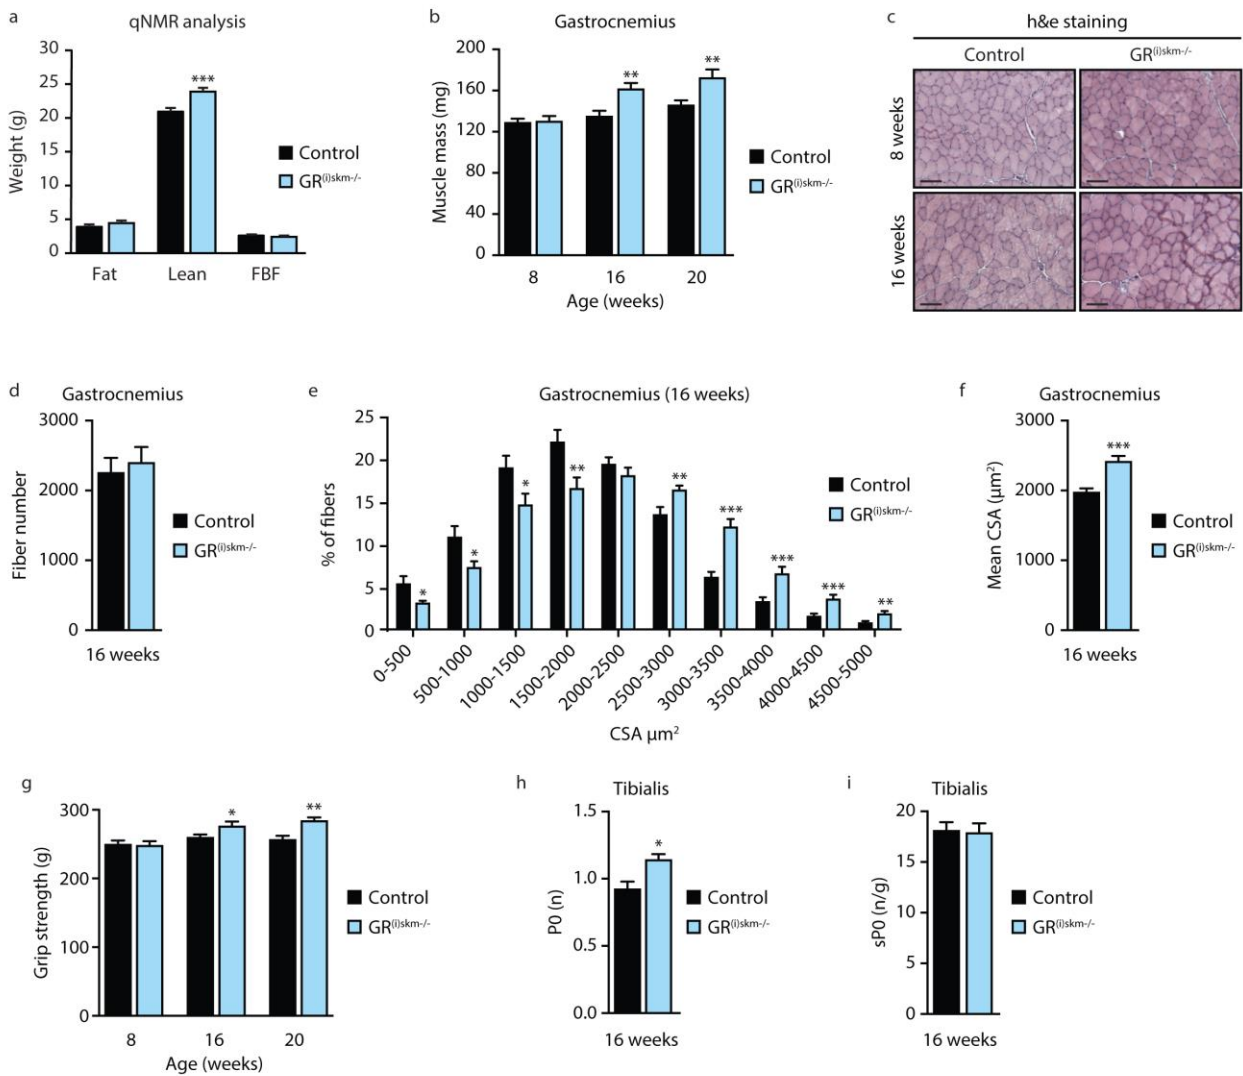 a
qNMR analysis
Weight (g)
30
25
20
15
10
5
0
***
Fat
Lean
FBF
Control
GR(i)skm-/-
b
Gastrocnemius
Muscle mass (mg)
200
160
120
80
40
0
**
**
8
16
20
Age (weeks)
Control
GR(i)skm-/-
c
h&e staining
Control
GR(i)skm-/-
8 weeks
16 weeks
d
Gastrocnemius
Fiber number
3000
2000
1000
0
16 weeks
Control
GR(i)skm-/-
e
Gastrocnemius (16 weeks)
% of fibers
25
20
15
10
5
0
*
*
*
**
**
***
***
***
**
0-500
500-1000
1000-1500
1500-2000
2000-2500
2500-3000
3000-3500
3500-4000
4000-4500
4500-5000
CSA µm²
Control
GR(i)skm-/-
f
Gastrocnemius
Mean CSA (µm²)
3000
2000
1000
0
***
16 weeks
Control
GR(i)skm-/-
g
Grip strength (g)
300
200
100
0
*
**
8
16
20
Age (weeks)
Control
GR(i)skm-/-
h
Tibialis
P0 (n)
1.5
1.0
0.5
0.0
*
16 weeks
Control
GR(i)skm-/-
i
Tibialis
sP0 (n/g)
20
15
10
5
0
16 weeks
Control
GR(i)skm-/-